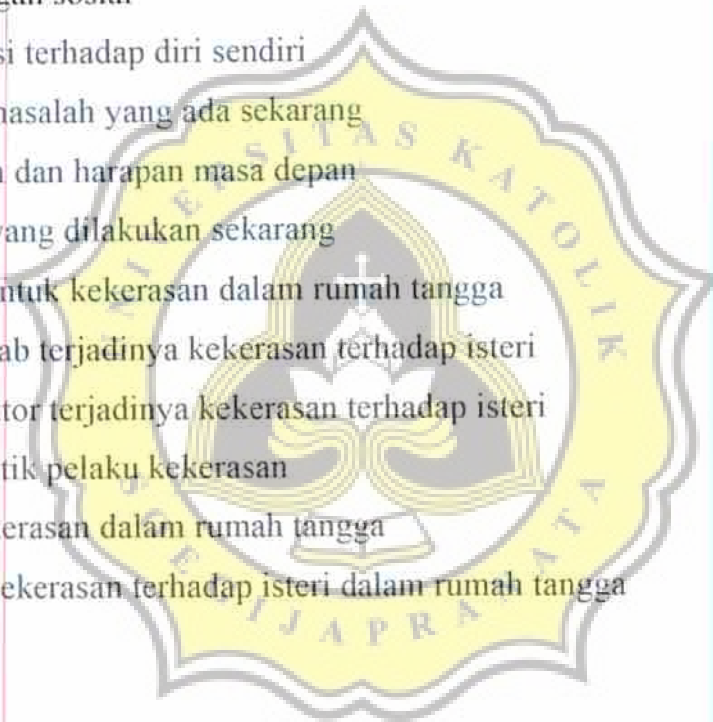 sosial
si terhadap diri sendiri
masalah yang ada sekarang
dan harapan masa depan
yang dilakukan sekarang
ntuk kekerasan dalam rumah tangga
ab terjadinya kekerasan terhadap isteri
tor terjadinya kekerasan terhadap isteri
tik pelaku kekerasan
erasan dalam rumah tangga
ekerasan terhadap isteri dalam rumah tangga
UNIVERSITAS KATOLIK
SOEGIJAPRANATA